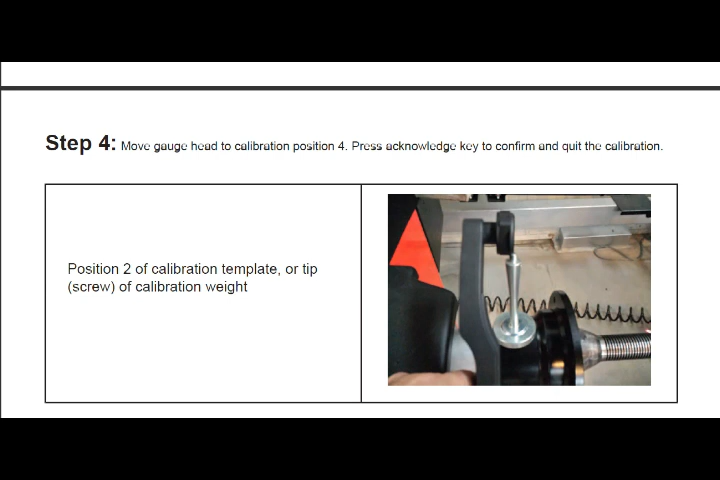 Step 4: Move gauge head to calibration position 4. Press acknowledge key to confirm and quit the calibration.
Position 2 of calibration template, or tip
(screw) of calibration weight